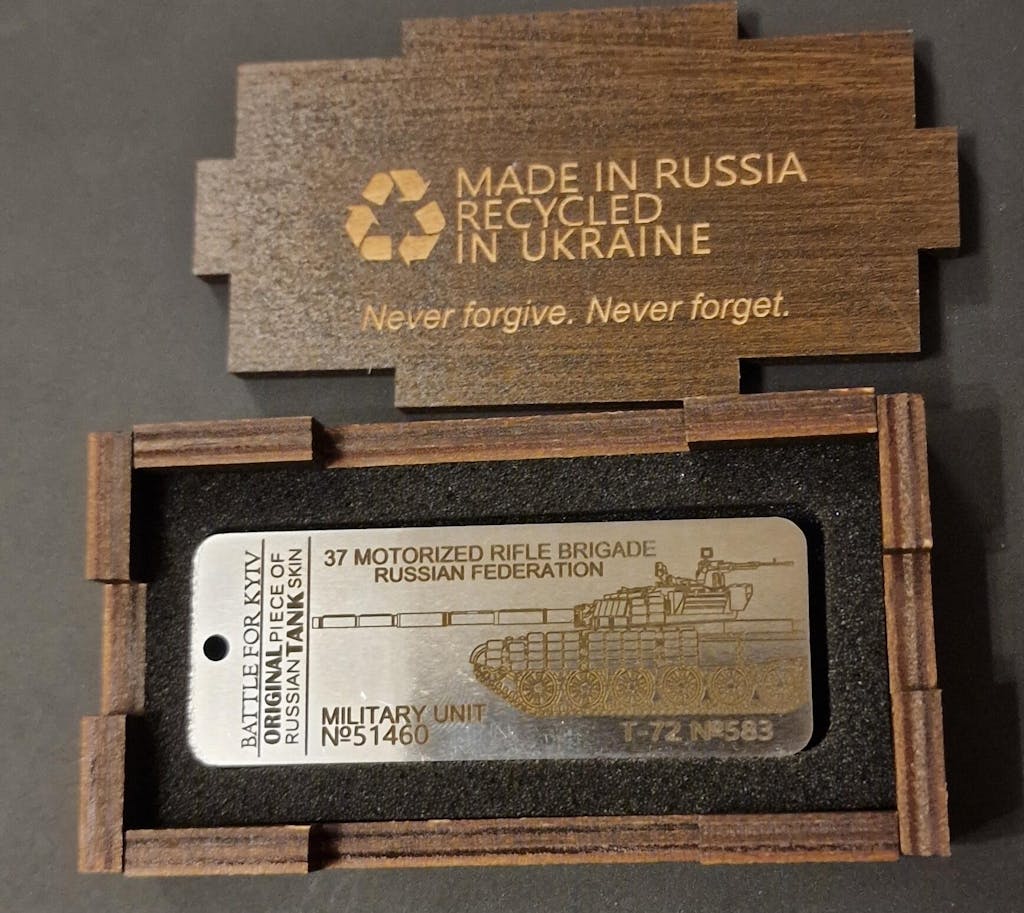 MADE IN RUSSIA
RECYCLED
IN UKRAINE
Never forgive. Never forget.
BATTLE FOR KYIV
ORIGINAL PIECE OF
RUSSIAN TANK SKIN
37 MOTORIZED RIFLE BRIGADE
RUSSIAN FEDERATION
MILITARY UNIT
№51460
T-72 №583